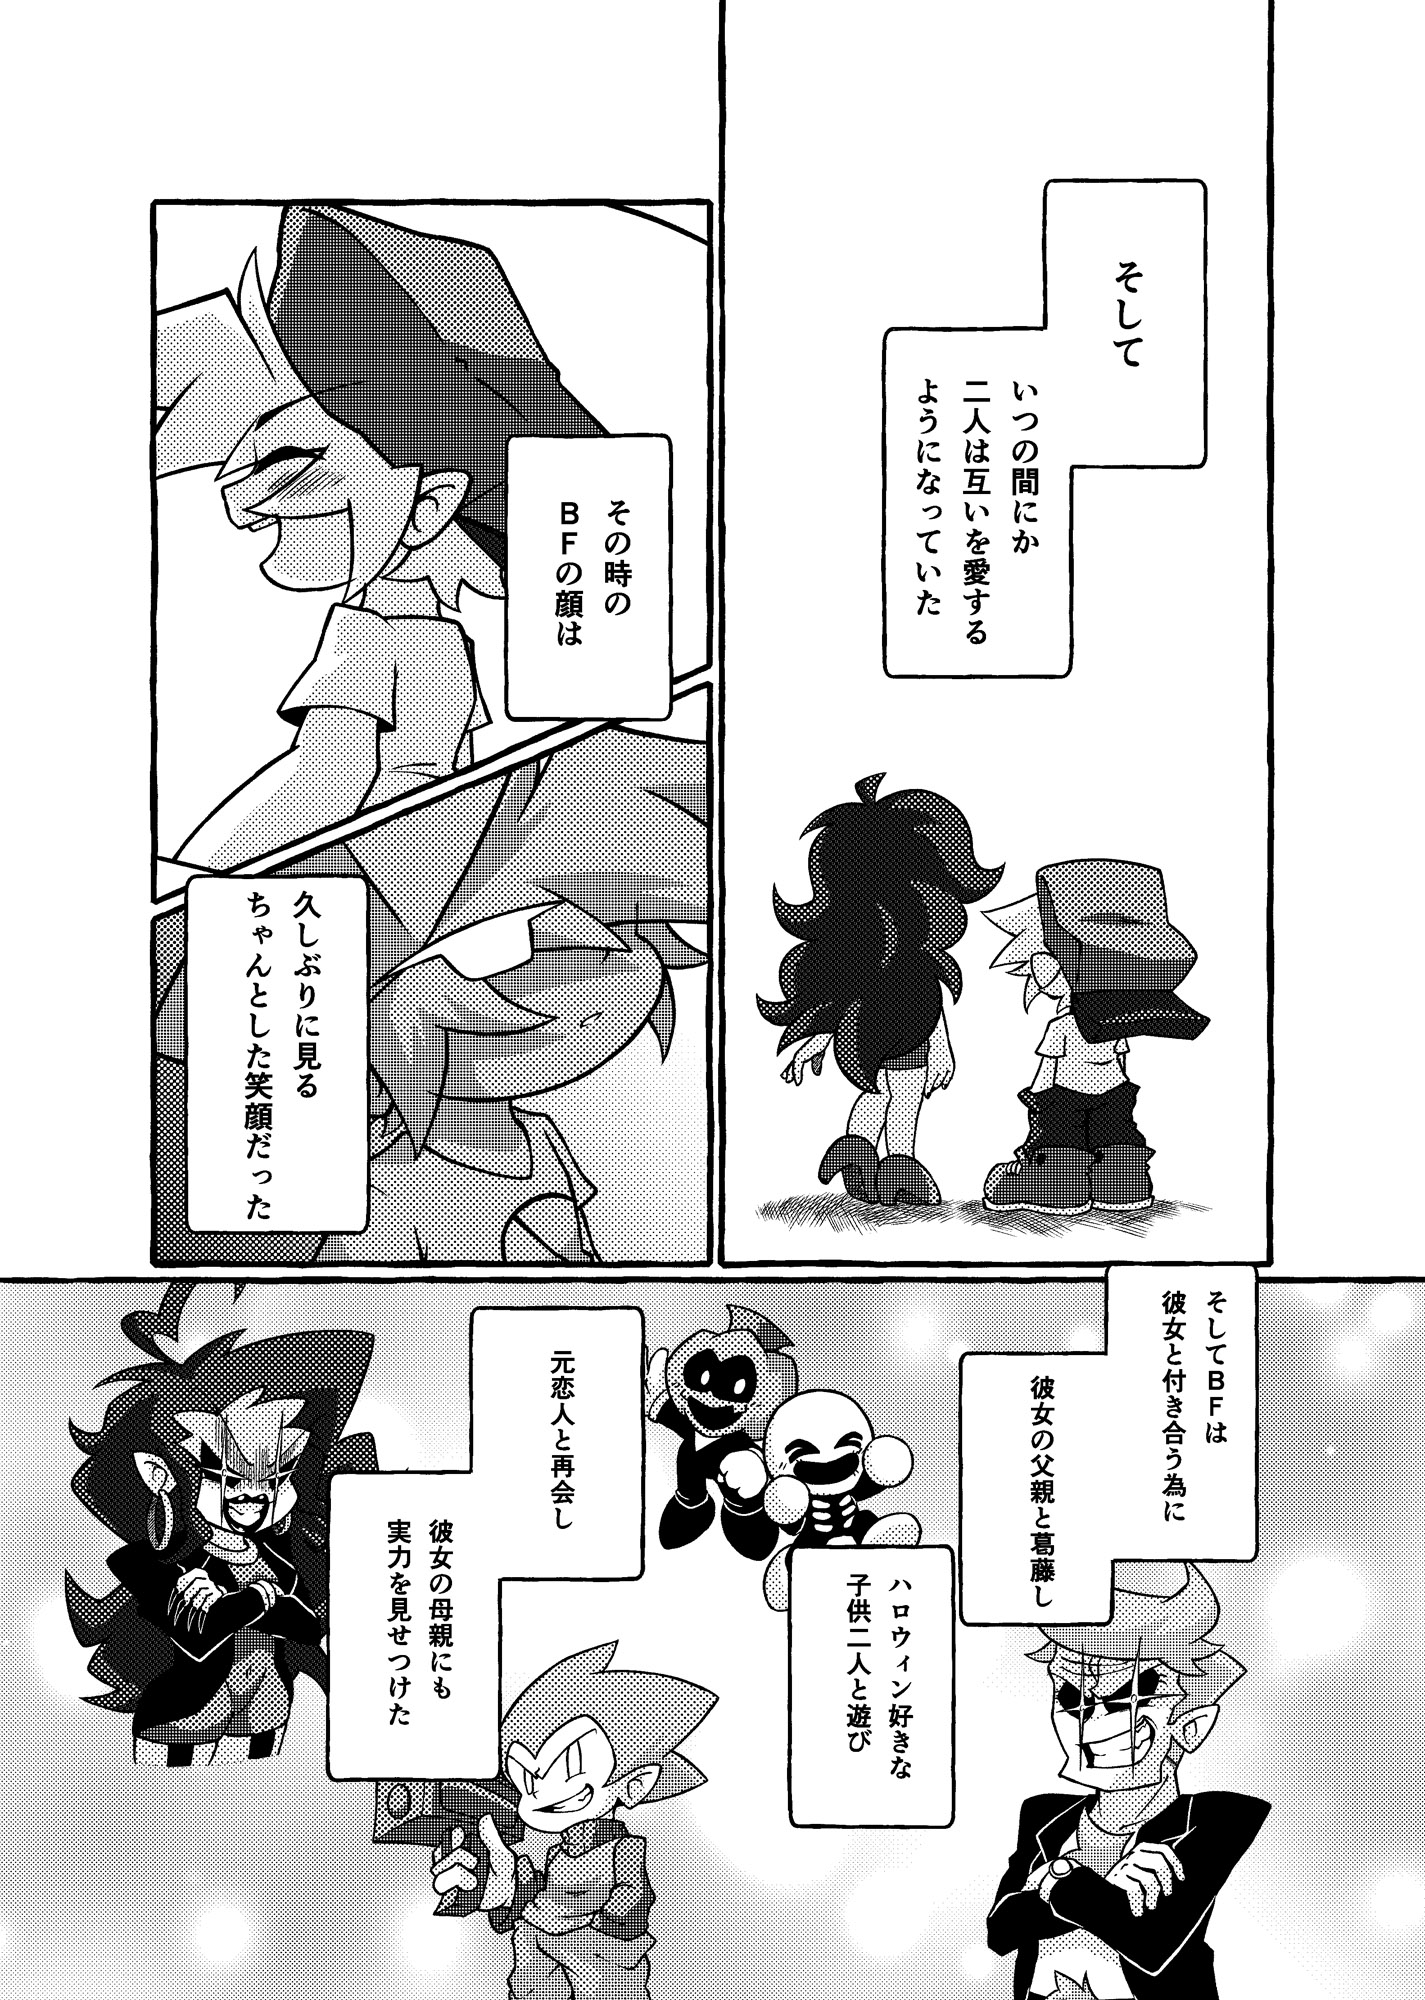 そして
いつの間にか
二人は互いを愛する
ようになっていた
その時の
BFの顔は
久しぶりに見る
ちゃんとした笑顔だった
そしてBFは
彼女と付き合う為に
彼女の父親と葛藤し
ハロウィン好きな
子供二人と遊び
元恋人と再会し
彼女の母親にも
実力を見せつけた